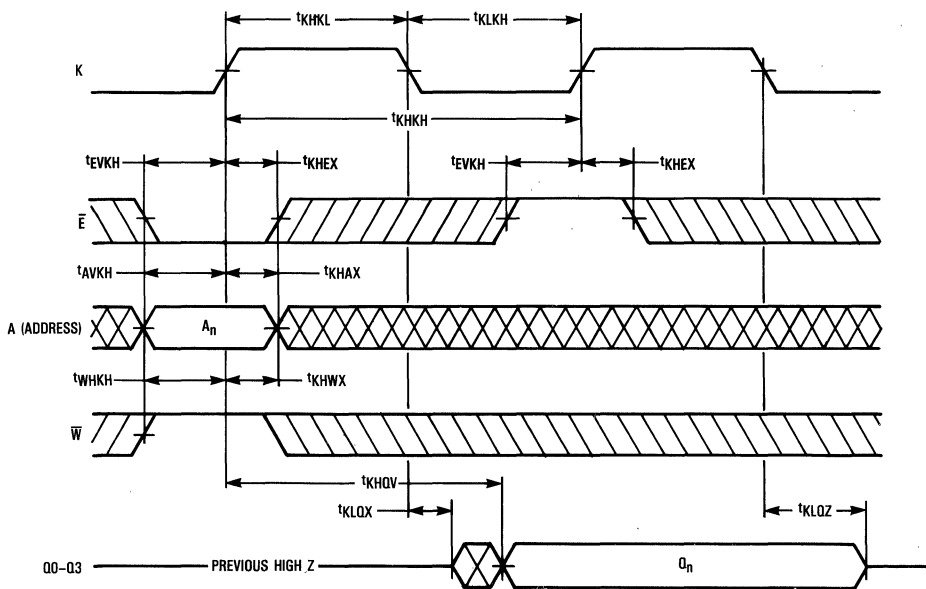 tKHKL tKLKH
K
tKHKH
tEVKH tKHEX tEVKH tKHEX
E̅
tAVKH tKHAX
A (ADDRESS) An
tWHKH tKHWX
W̅
tKHQV
tKLQX tKLQZ
Q0–Q3 PREVIOUS HIGH Z Qn